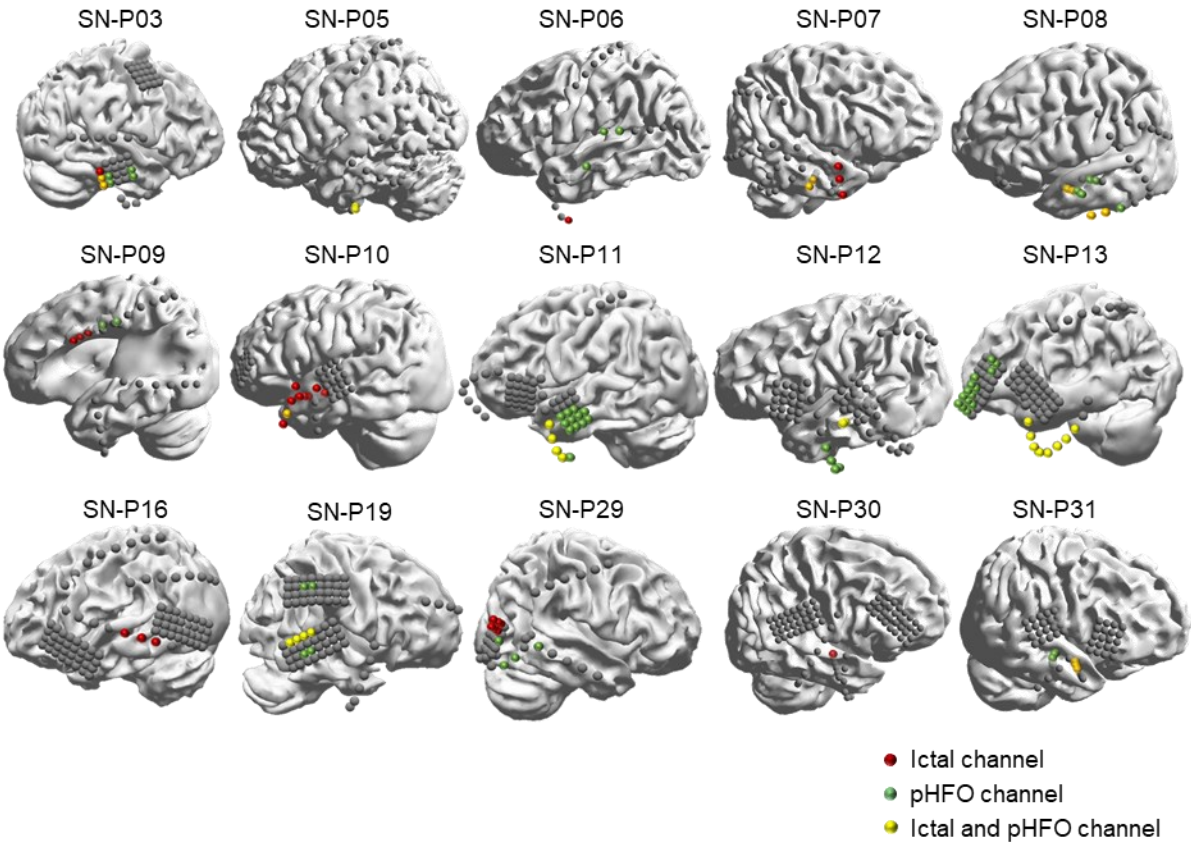 SN-P03 SN-P05 SN-P06 SN-P07 SN-P08
SN-P09 SN-P10 SN-P11 SN-P12 SN-P13
SN-P16 SN-P19 SN-P29 SN-P30 SN-P31
Ictal channel
pHFO channel
Ictal and pHFO channel